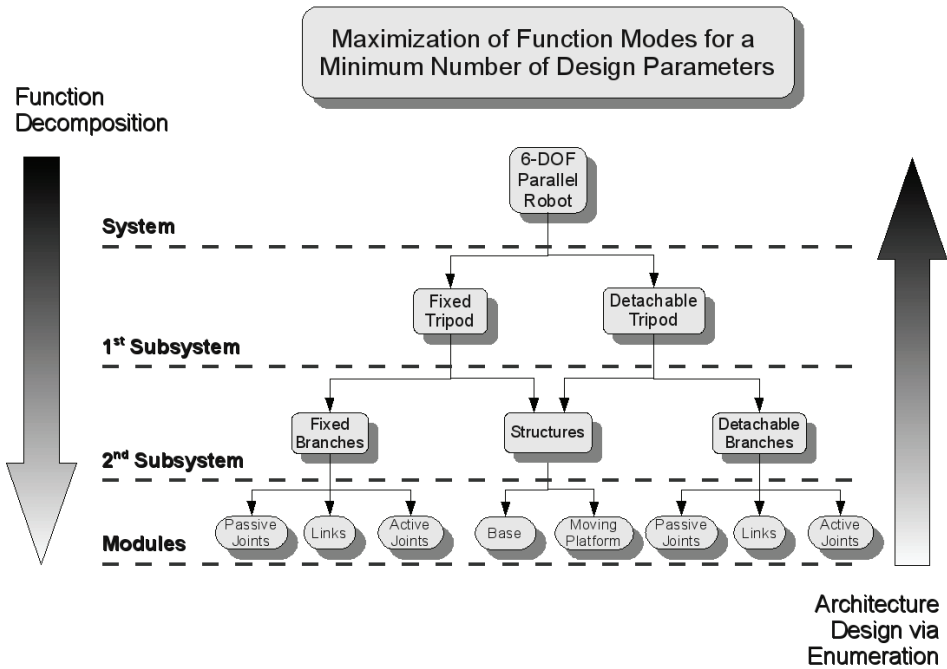 Maximization of Function Modes for a
Minimum Number of Design Parameters
Function
Decomposition
6-DOF
Parallel
Robot
System
Fixed
Tripod
Detachable
Tripod
1st Subsystem
Fixed
Branches
Structures
Detachable
Branches
2nd Subsystem
Passive
Joints
Links
Active
Joints
Base
Moving
Platform
Passive
Joints
Links
Active
Joints
Modules
Architecture
Design via
Enumeration